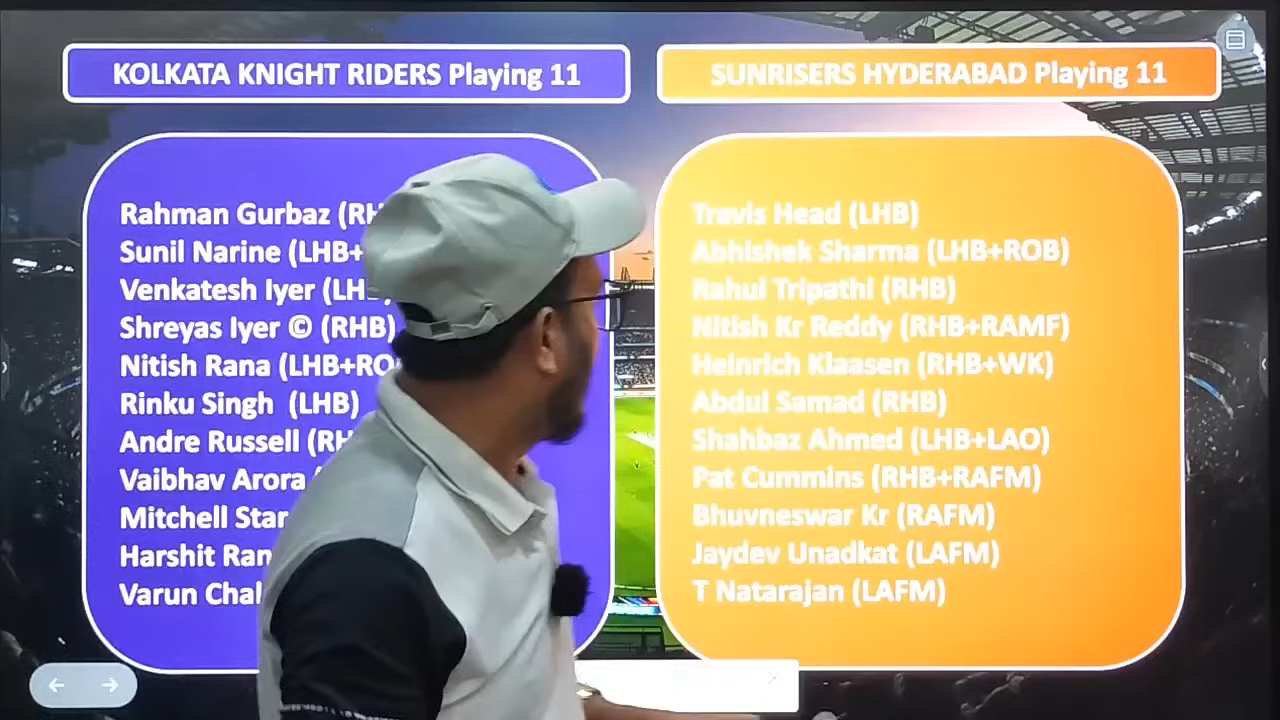 KOLKATA KNIGHT RIDERS Playing 11
Rahman Gurbaz (RH
Sunil Narine (LHB+
Venkatesh Iyer (LHB)
Shreyas Iyer © (RHB)
Nitish Rana (LHB+RO
Rinku Singh (LHB)
Andre Russell (RH
Vaibhav Arora (
Mitchell Star
Harshit Ran
Varun Cha
SUNRISERS HYDERABAD Playing 11
Travis Head (LHB)
Abhishek Sharma (LHB+ROB)
Rahul Tripathi (RHB)
Nitish Kr Reddy (RHB+RAMF)
Heinrich Klaasen (RHB+WK)
Abdul Samad (RHB)
Shahbaz Ahmed (LHB+LAO)
Pat Cummins (RHB+RAFM)
Bhuvneswar Kr (RAFM)
Jaydev Unadkat (LAFM)
T Natarajan (LAFM)